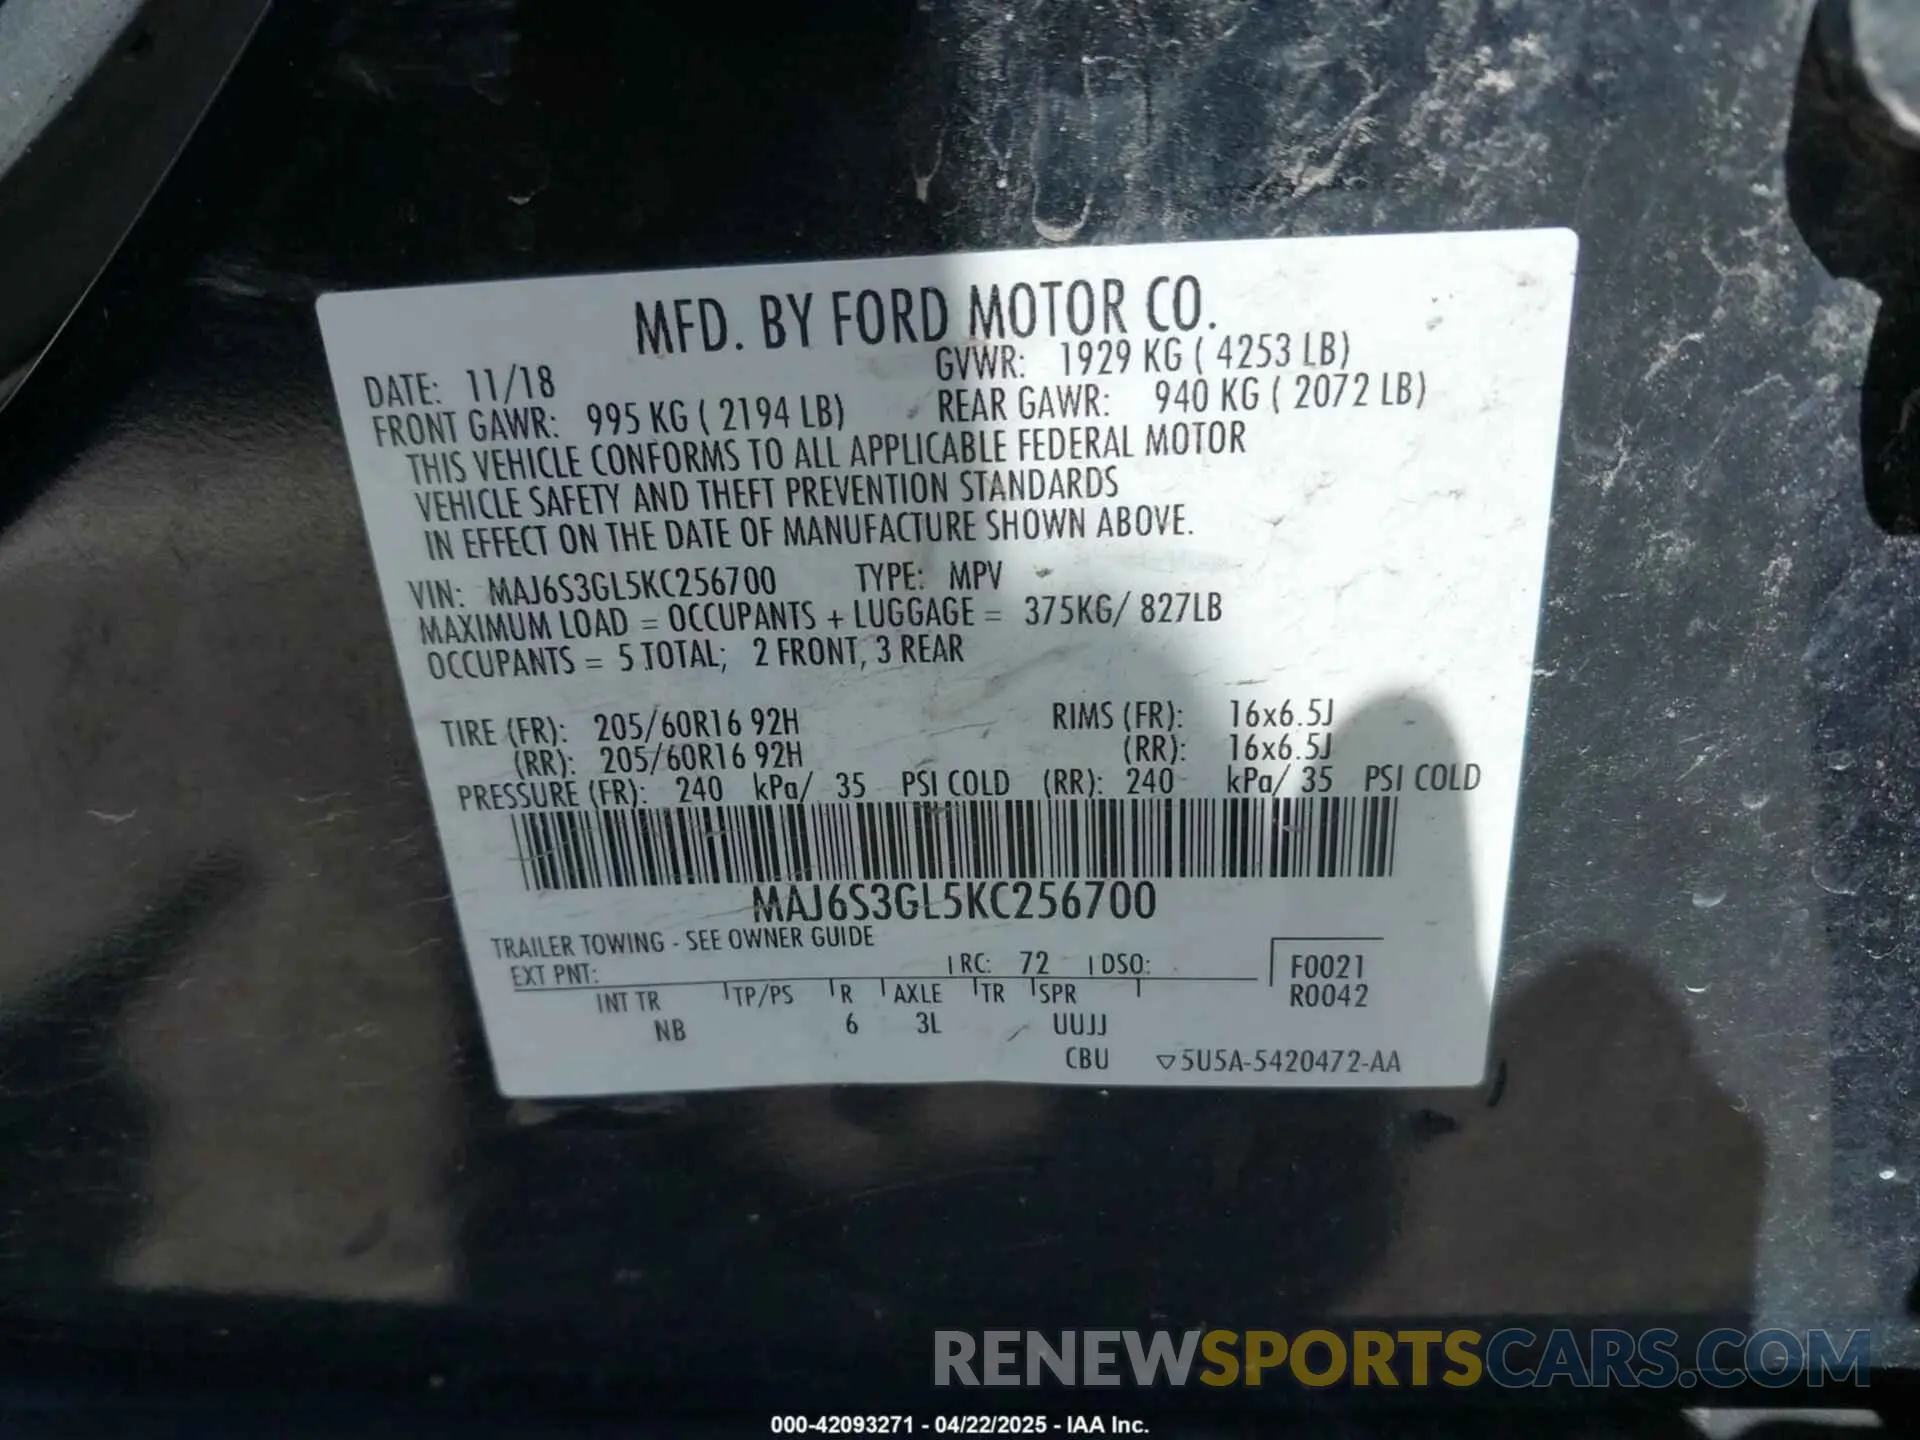 MFD. BY FORD MOTOR CO.
DATE: 11/18 GVWR: 1929 KG ( 4253 LB)
FRONT GAWR: 995 KG ( 2194 LB) REAR GAWR: 940 KG ( 2072 LB)
THIS VEHICLE CONFORMS TO ALL APPLICABLE FEDERAL MOTOR
VEHICLE SAFETY AND THEFT PREVENTION STANDARDS
IN EFFECT ON THE DATE OF MANUFACTURE SHOWN ABOVE.
VIN: MAJ6S3GL5KC256700 TYPE: MPV
MAXIMUM LOAD = OCCUPANTS + LUGGAGE = 375KG/ 827LB
OCCUPANTS = 5 TOTAL; 2 FRONT, 3 REAR
TIRE (FR): 205/60R16 92H RIMS (FR): 16x6.5J
(RR): 205/60R16 92H (RR): 16x6.5J
PRESSURE (FR): 240 kPa/ 35 PSI COLD (RR): 240 kPa/ 35 PSI COLD
MAJ6S3GL5KC256700
TRAILER TOWING - SEE OWNER GUIDE
EXT PNT: RC: 72 DSO: F0021
INT TR TP/PS R AXLE TR SPR R0042
NB 6 3L UUJJ
CBU ▽5U5A-5420472-AA
RENEWSPORTSCARS.COM
000-42093271 - 04/22/2025 - IAA Inc.